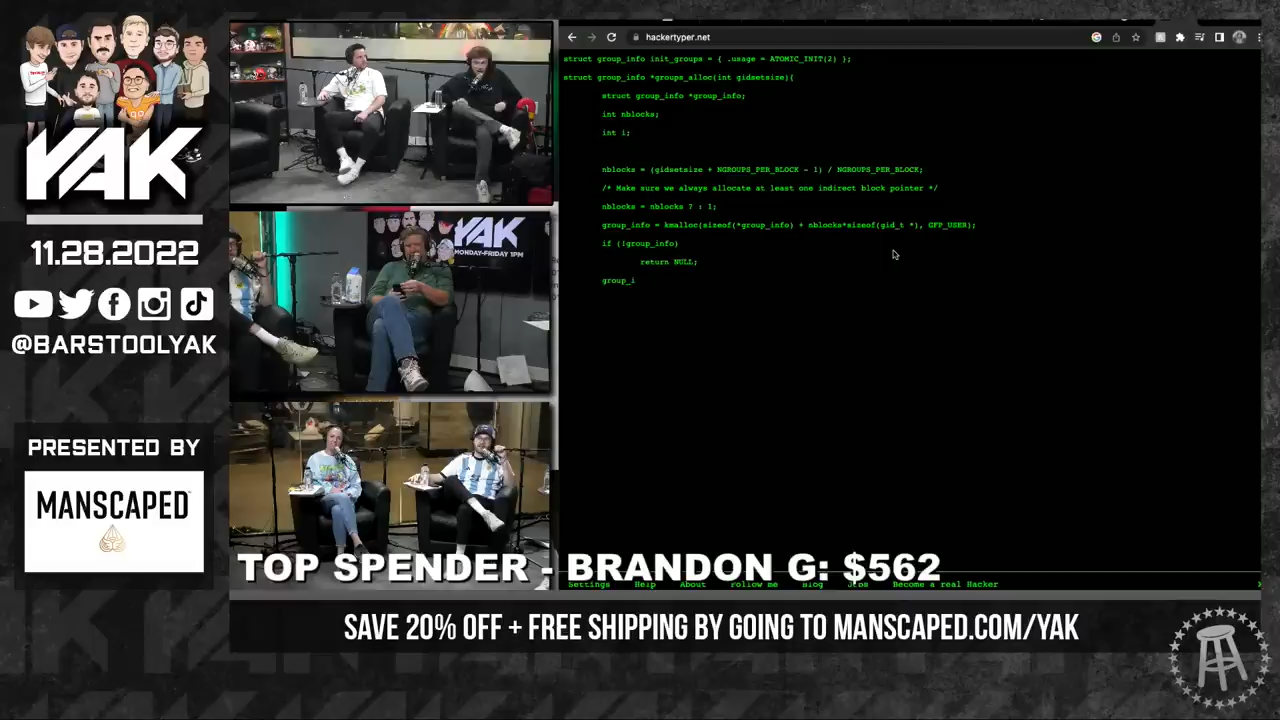 YAK
11.28.2022
@BARSTOOLYAK
PRESENTED BY
MANSCAPED
YAK
MONDAY-FRIDAY 1PM
hackertyper.net
struct group_info init_groups = { .usage = ATOMIC_INIT(2) };
struct group_info *groups_alloc(int gidsetsize){
struct group_info *group_info;
int nblocks;
int i;
nblocks = (gidsetsize + NGROUPS_PER_BLOCK - 1) / NGROUPS_PER_BLOCK;
/* Make sure we always allocate at least one indirect block pointer */
nblocks = nblocks ? : 1;
group_info = kmalloc(sizeof(*group_info) + nblocks*sizeof(gid_t *), GFP_USER);
if (!group_info)
return NULL;
group_i
TOP SPENDER - BRANDON G: $562
Settings Help About Follow me Blog Jobs Become a real Hacker
SAVE 20% OFF + FREE SHIPPING BY GOING TO MANSCAPED.COM/YAK